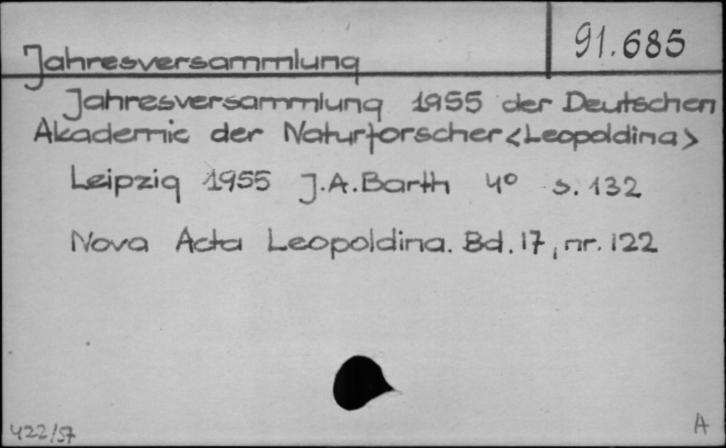 91.685
Jahresversammlung
Jahresversammlung 1955 der Deutschen
Akademie der Naturforscher <Leopoldina>
Leipzig 1955 J.A.Barth 4° s. 132
Nova Acta Leopoldina. Bd. 17, nr. 122
422/57
A